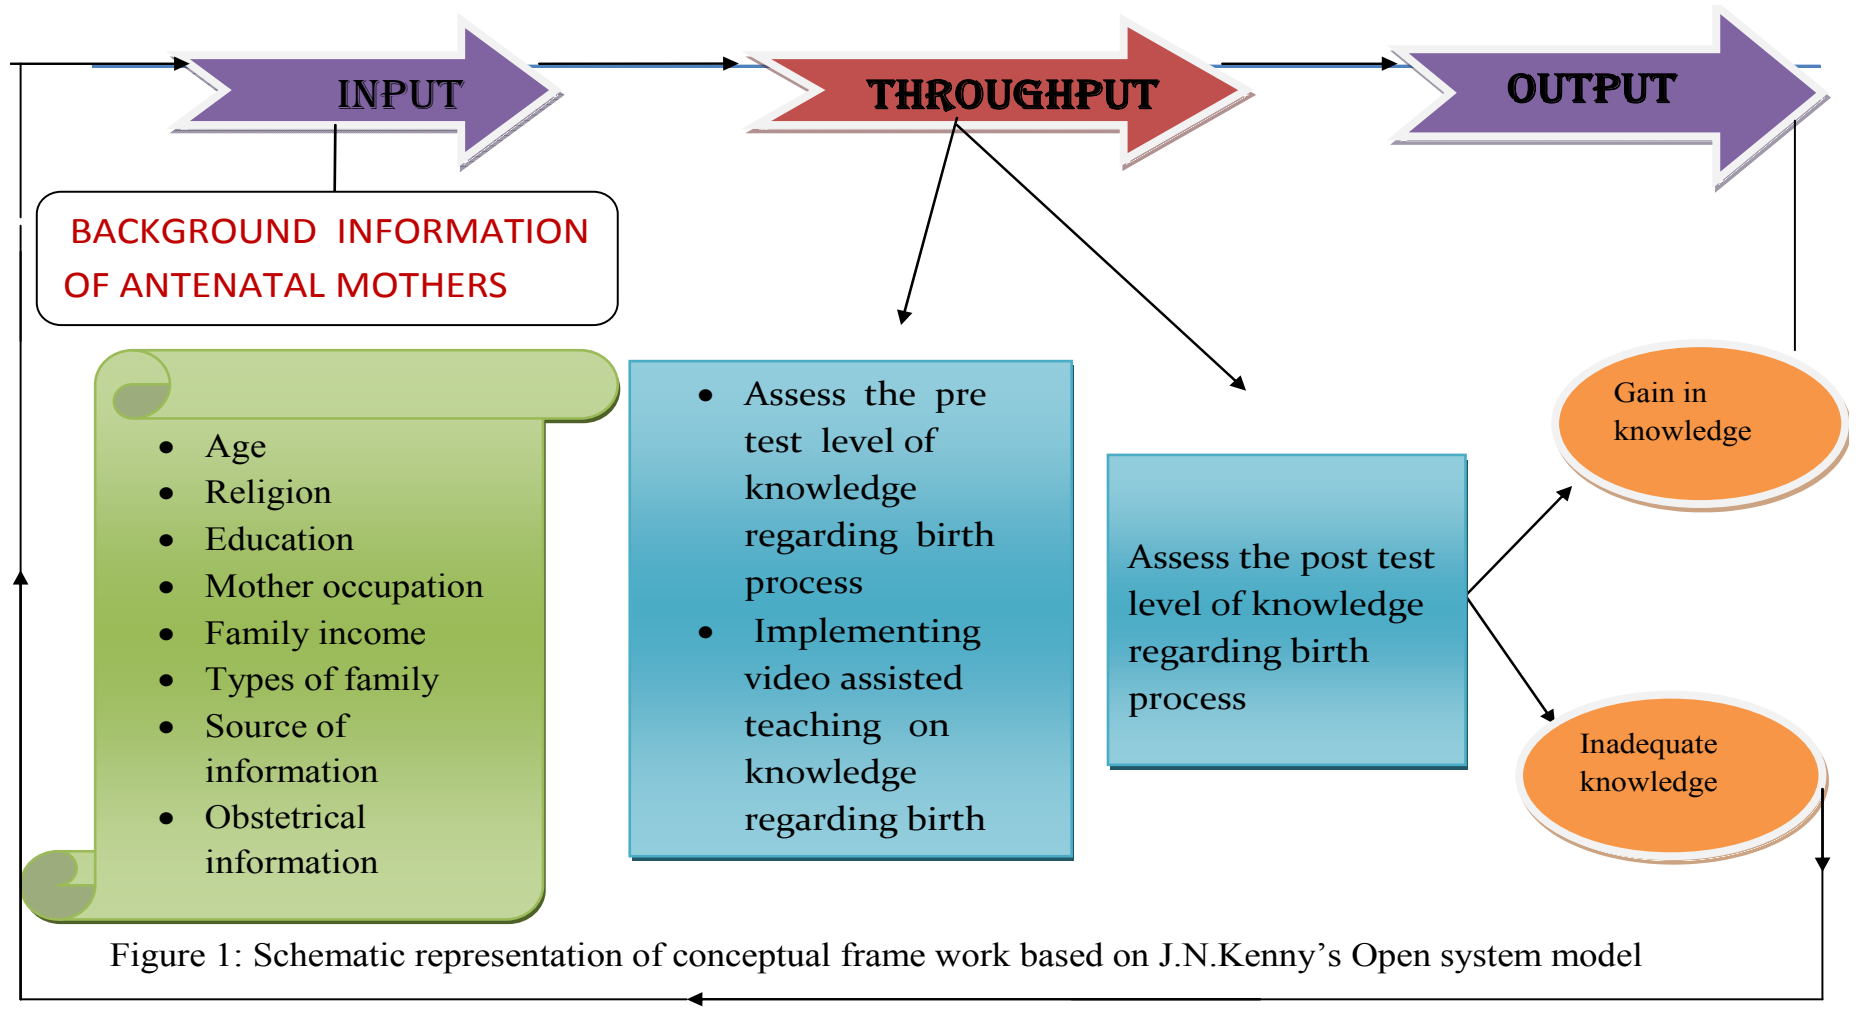 INPUT
THROUGHPUT
OUTPUT
BACKGROUND INFORMATION
OF ANTENATAL MOTHERS
• Age
• Religion
• Education
• Mother occupation
• Family income
• Types of family
• Source of
information
• Obstetrical
information
• Assess the pre
test level of
knowledge
regarding birth
process
• Implementing
video assisted
teaching on
knowledge
regarding birth
Assess the post test
level of knowledge
regarding birth
process
Gain in
knowledge
Inadequate
knowledge
Figure 1: Schematic representation of conceptual frame work based on J.N.Kenny’s Open system model